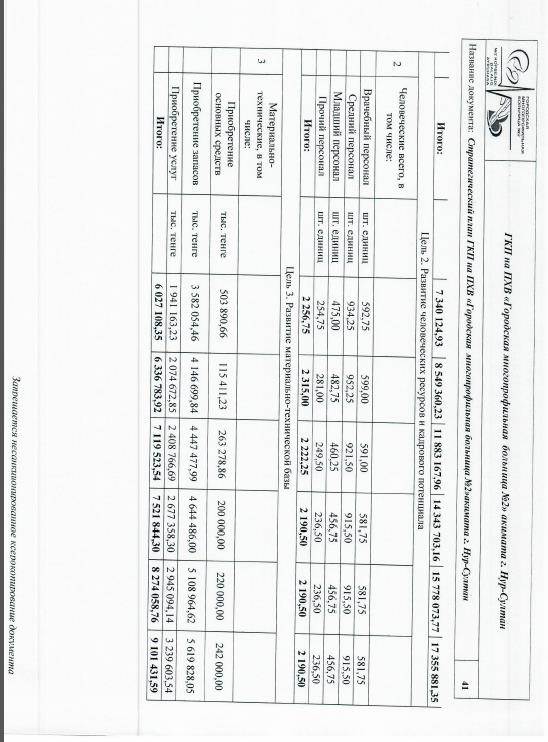 ГОРОДСКАЯ
МНОГОПРОФИЛЬНАЯ
БОЛЬНИЦА №2
ГКП на ПХВ «Городская многопрофильная больница №2» акимата г. Нур-Султан
Название документа: Стратегический план ГКП на ПХВ «Городская многопрофильная больница №2»акимата г. Нур-Султан 41
Итого: 7 340 124,93 8 549 360,23 11 883 167,96 14 343 703,16 15 778 073,77 17 355 881,35
Цель 2. Развитие человеческих ресурсов и кадрового потенциала
2 Человеческие всего, в
том числе:
Врачебный персонал шт. единиц 592,75 599,00 591,00 581,75 581,75 581,75
Средний персонал шт. единиц 934,25 952,25 921,50 915,50 915,50 915,50
Младший персонал шт. единиц 475,00 482,75 460,25 456,75 456,75 456,75
Прочий персонал шт. единиц 254,75 281,00 249,50 236,50 236,50 236,50
Итого: 2 256,75 2 315,00 2 222,25 2 190,50 2 190,50 2 190,50
Цель 3. Развитие материально-технической базы
3 Материально-
технические, в том
числе:
Приобретение
основных средств тыс. тенге 503 890,66 115 411,23 263 278,86 200 000,00 220 000,00 242 000,00
Приобретение запасов тыс. тенге 3 582 054,46 4 146 699,84 4 447 477,99 4 644 486,00 5 108 964,62 5 619 828,05
Приобретение услуг тыс. тенге 1 941 163,23 2 074 672,85 2 408 766,69 2 677 358,30 2 945 094,14 3 239 603,54
Итого: 6 027 108,35 6 336 783,92 7 119 523,54 7 521 844,30 8 274 058,76 9 101 431,59
Запрещается несанкционированное ксерокопирование документа